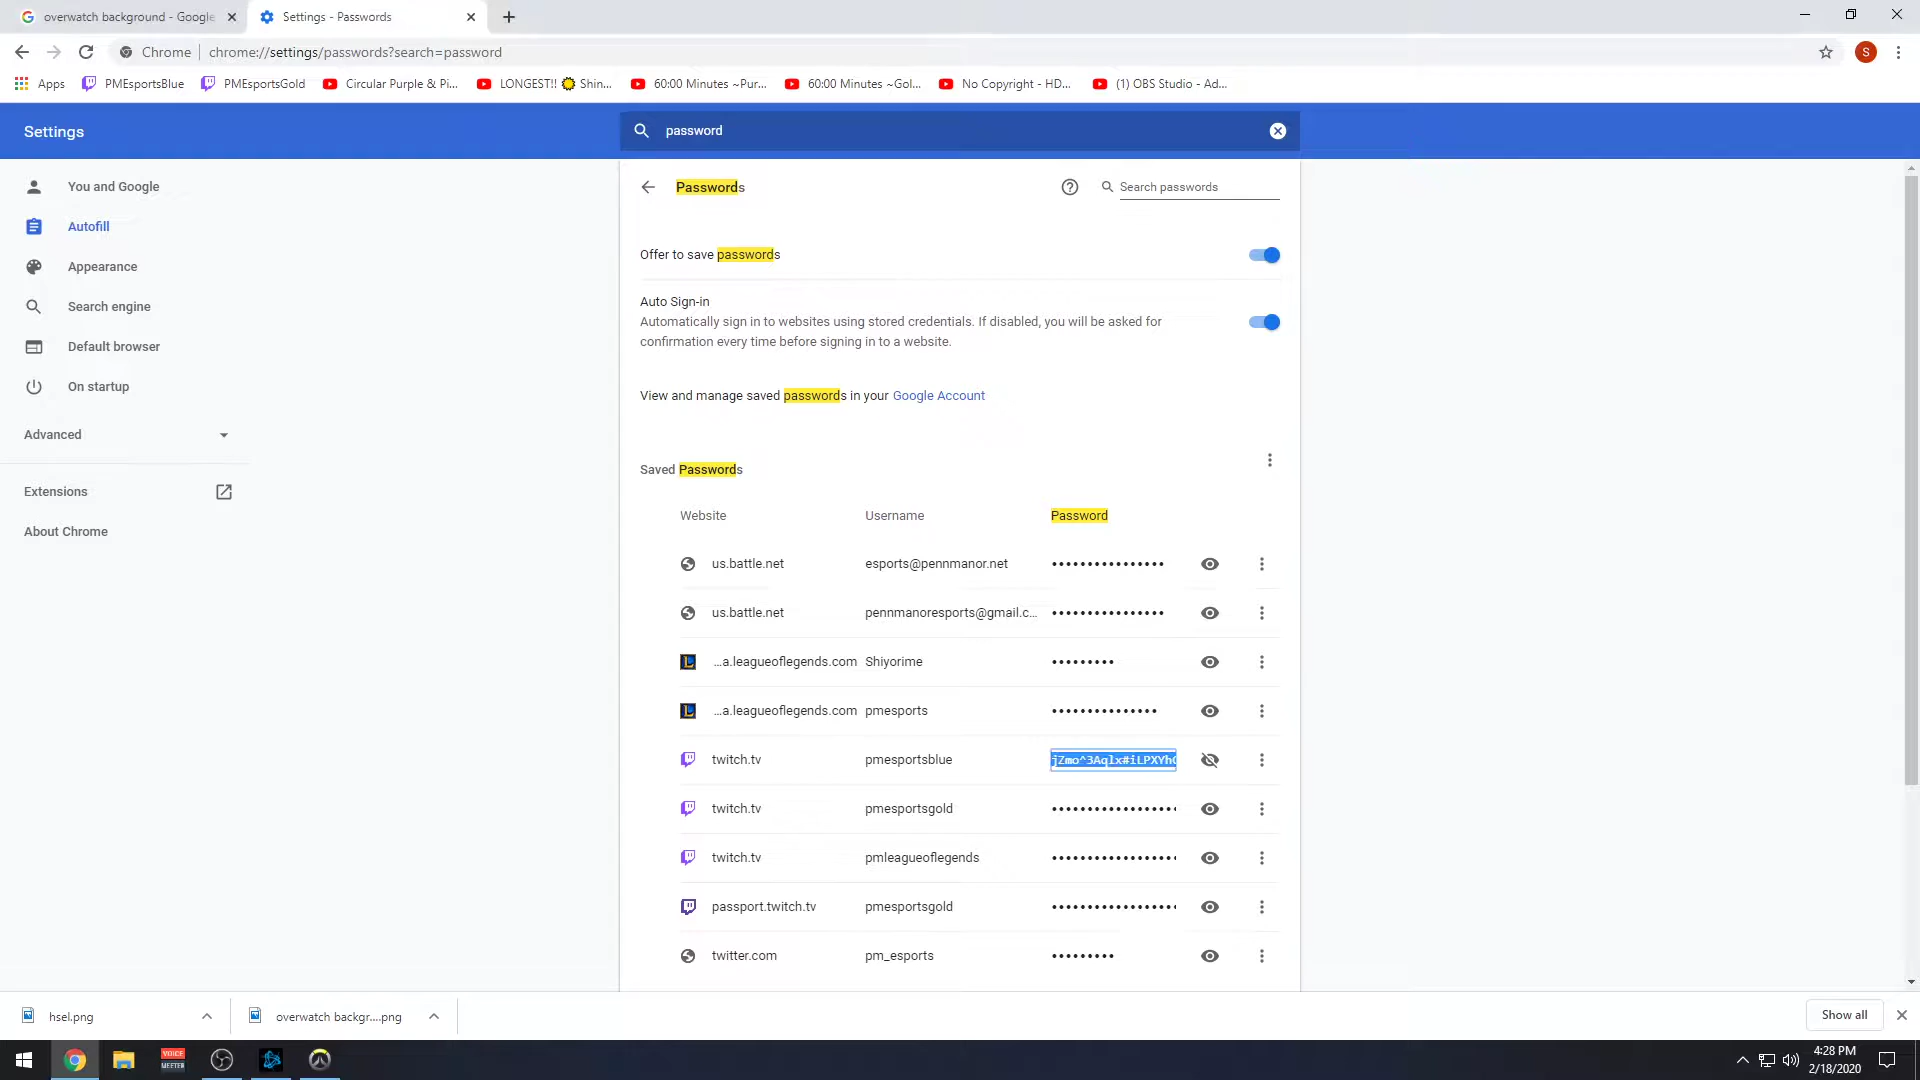 overwatch background - Google
Settings - Passwords
Chrome
chrome://settings/passwords?search=password
S
Apps
PMEsportsBlue
PMEsportsGold
Circular Purple & Pi...
LONGEST!! Shin...
60:00 Minutes ~Pur...
60:00 Minutes ~Gol...
No Copyright - HD...
(1) OBS Studio - Ad...
Settings
password
You and Google
Autofill
Appearance
Search engine
Default browser
On startup
Advanced
Extensions
About Chrome
Passwords
Search passwords
Offer to save passwords
Auto Sign-in
Automatically sign in to websites using stored credentials. If disabled, you will be asked for
confirmation every time before signing in to a website.
View and manage saved passwords in your Google Account
Saved Passwords
Website Username Password
us.battle.net esports@pennmanor.net ••••••••••••••••
us.battle.net pennmanoresports@gmail.c... ••••••••••••••••
...a.leagueoflegends.com Shiyorime •••••••••
...a.leagueoflegends.com pmesports •••••••••••••••
twitch.tv pmesportsblue [visible password omitted]
twitch.tv pmesportsgold ••••••••••••••••••
twitch.tv pmleagueoflegends ••••••••••••••••••
passport.twitch.tv pmesportsgold ••••••••••••••••••
twitter.com pm_esports •••••••••
hsel.png
overwatch backgr....png
Show all
VOICE
MEETER
4:28 PM
2/18/2020